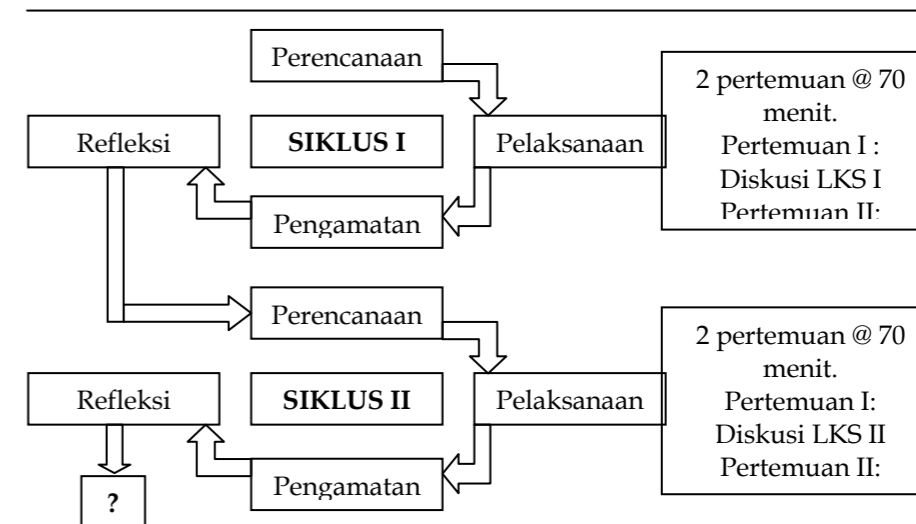 Perencanaan
2 pertemuan @ 70
menit.
Pertemuan I :
Diskusi LKS I
Pertemuan II:
Refleksi
SIKLUS I
Pelaksanaan
Pengamatan
Perencanaan
2 pertemuan @ 70
menit.
Pertemuan I:
Diskusi LKS II
Pertemuan II:
Refleksi
SIKLUS II
Pelaksanaan
Pengamatan
?